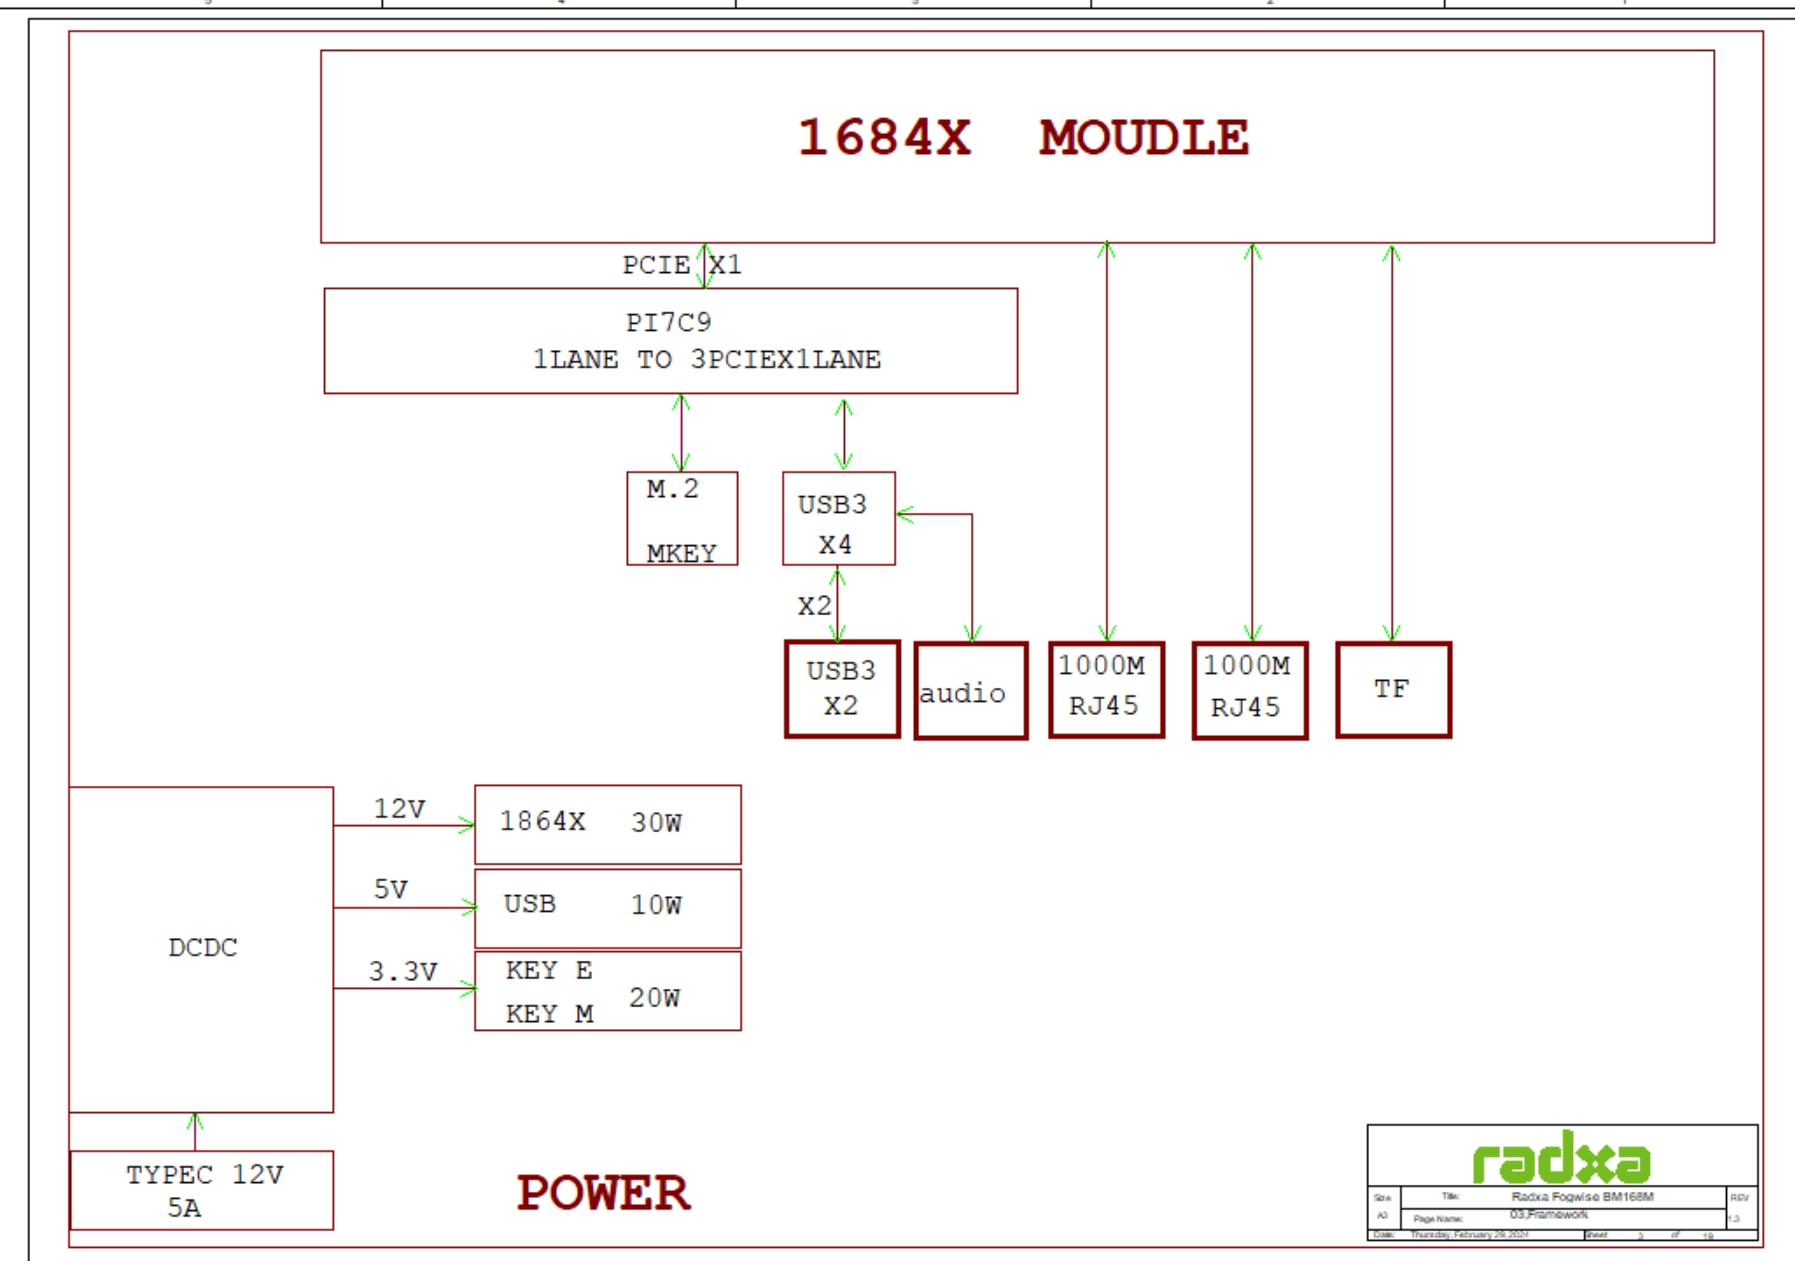 1684X MOUDLE
PCIE X1
PI7C9
1LANE TO 3PCIEX1LANE
M.2
MKEY
USB3
X4
X2
USB3
X2
audio
1000M
RJ45
1000M
RJ45
TF
DCDC
12V
1864X 30W
5V
USB 10W
3.3V
KEY E
KEY M
20W
TYPEC 12V
5A
POWER
radxa
Size
A3
Title:
Radxa Fogwise BM168M
REV
1.3
Page Name:
03,Framework
Date:
Thursday, February 29, 2024
Sheet 3 of 19